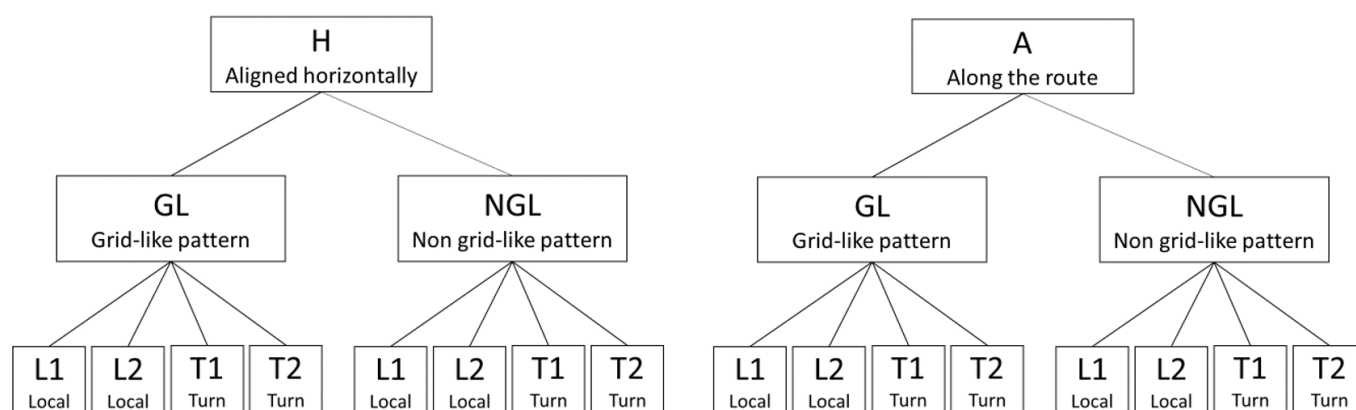 H
Aligned horizontally
A
Along the route
GL
Grid-like pattern
NGL
Non grid-like pattern
GL
Grid-like pattern
NGL
Non grid-like pattern
L1
Local
L2
Local
T1
Turn
T2
Turn
L1
Local
L2
Local
T1
Turn
T2
Turn
L1
Local
L2
Local
T1
Turn
T2
Turn
L1
Local
L2
Local
T1
Turn
T2
Turn